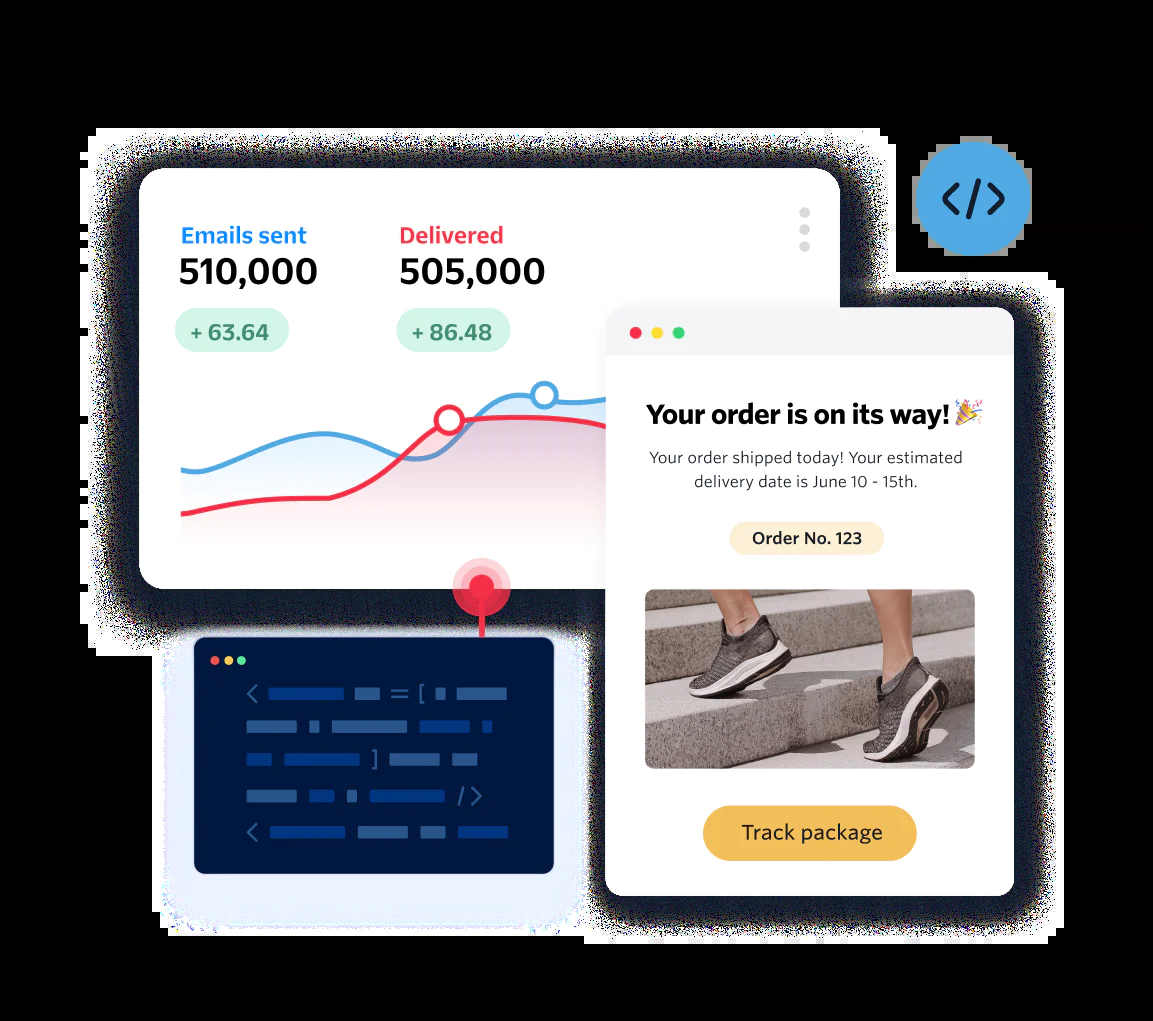 Emails sent
510,000
+ 63.64
Delivered
505,000
+ 86.48
</>
Your order is on its way! 🎉
Your order shipped today! Your estimated
delivery date is June 10 - 15th.
Order No. 123
Track package
< = [
]
/>
<